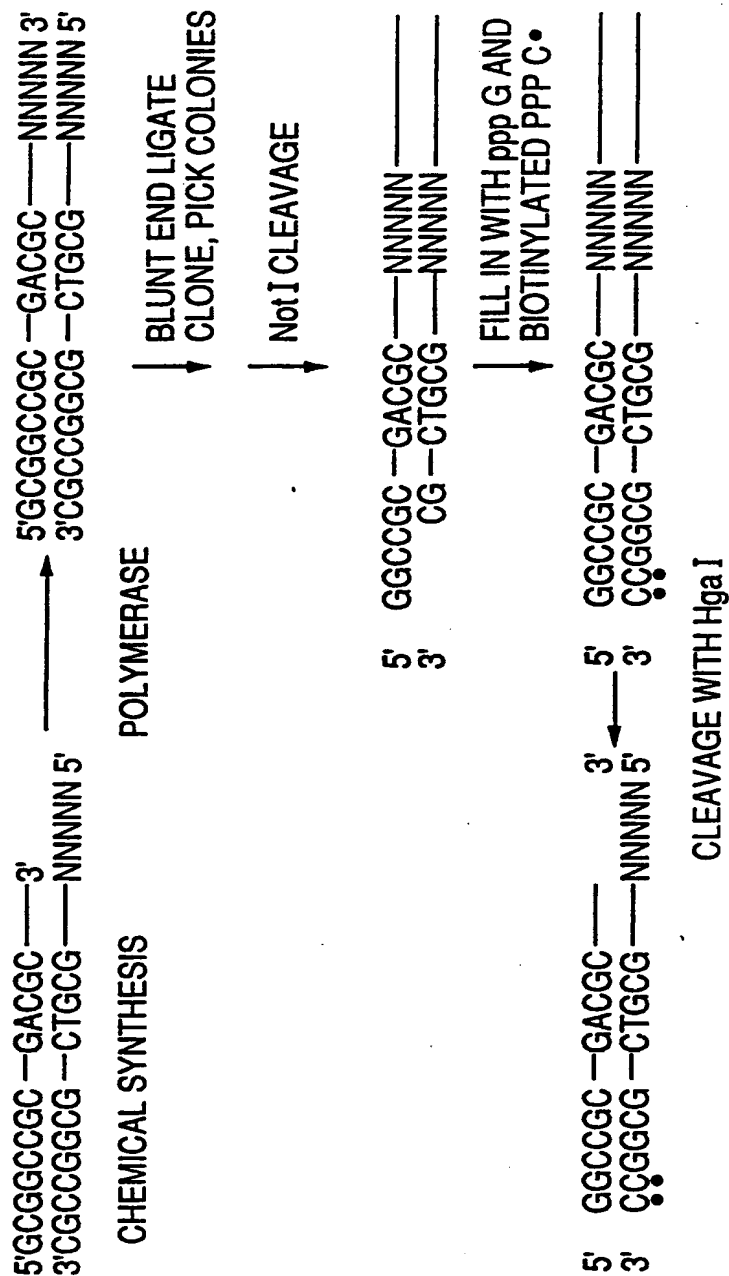 5'GCGGCCGC—GACGC——3'
3'CGCCGGCG—CTGCG——NNNNN 5'
CHEMICAL SYNTHESIS
POLYMERASE
5'GCGGCCGC—GACGC——NNNNN 3'
3'CGCCGGCG—CTGCG——NNNNN 5'
BLUNT END LIGATE
CLONE, PICK COLONIES
NotI CLEAVAGE
5' GGCCGC—GACGC——NNNNN——
3' CG—CTGCG——NNNNN——
FILL IN WITH ppp G AND
BIOTINYLATED PPP C•
5' GGCCGC—GACGC——NNNNN——
3' CCGGCG—CTGCG——NNNNN——
CLEAVAGE WITH HgaI
5' GGCCGC—GACGC—— 3'
3' CCGGCG—CTGCG——NNNNN 5'